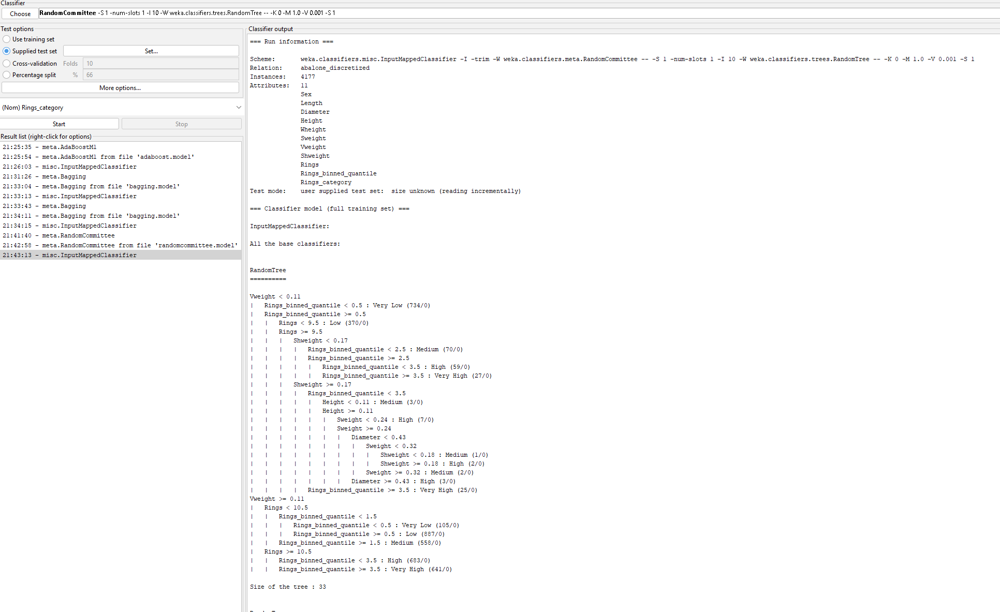 Classifier
Choose RandomCommittee -S 1 -num-slots 1 -I 10 -W weka.classifiers.trees.RandomTree -- -K 0 -M 1.0 -V 0.001 -S 1
Test options
Use training set
Supplied test set Set...
Cross-validation Folds 10
Percentage split % 66
More options...
(Nom) Rings_category
Start Stop
Result list (right-click for options)
21:25:35 - meta.AdaBoostM1
21:25:54 - meta.AdaBoostM1 from file 'adaboost.model'
21:26:03 - misc.InputMappedClassifier
21:31:26 - meta.Bagging
21:33:04 - meta.Bagging from file 'bagging.model'
21:33:13 - misc.InputMappedClassifier
21:33:43 - meta.Bagging
21:34:11 - meta.Bagging from file 'bagging.model'
21:34:15 - misc.InputMappedClassifier
21:41:40 - meta.RandomCommittee
21:42:58 - meta.RandomCommittee from file 'randomcommittee.model'
21:43:13 - misc.InputMappedClassifier
Classifier output
=== Run information ===
Scheme: weka.classifiers.misc.InputMappedClassifier -I -trim -W weka.classifiers.meta.RandomCommittee -- -S 1 -num-slots 1 -I 10 -W weka.classifiers.trees.RandomTree -- -K 0 -M 1.0 -V 0.001 -S 1
Relation: abalone_discretized
Instances: 4177
Attributes: 11
Sex
Length
Diameter
Height
Wheight
Sweight
Vweight
Shweight
Rings
Rings_binned_quantile
Rings_category
Test mode: user supplied test set: size unknown (reading incrementally)
=== Classifier model (full training set) ===
InputMappedClassifier:
All the base classifiers:
RandomTree
==========
Vweight < 0.11
| Rings_binned_quantile < 0.5 : Very Low (734/0)
| Rings_binned_quantile >= 0.5
| | Rings < 9.5 : Low (370/0)
| | Rings >= 9.5
| | | Shweight < 0.17
| | | | Rings_binned_quantile < 2.5 : Medium (70/0)
| | | | Rings_binned_quantile >= 2.5
| | | | | Rings_binned_quantile < 3.5 : High (59/0)
| | | | | Rings_binned_quantile >= 3.5 : Very High (27/0)
| | | Shweight >= 0.17
| | | | Rings_binned_quantile < 3.5
| | | | | Height < 0.11 : Medium (3/0)
| | | | | Height >= 0.11
| | | | | | Sweight < 0.24 : High (7/0)
| | | | | | Sweight >= 0.24
| | | | | | | Diameter < 0.43
| | | | | | | | Sweight < 0.32
| | | | | | | | | Shweight < 0.18 : Medium (1/0)
| | | | | | | | | Shweight >= 0.18 : High (2/0)
| | | | | | | | Sweight >= 0.32 : Medium (2/0)
| | | | | | | Diameter >= 0.43 : High (3/0)
| | | | Rings_binned_quantile >= 3.5 : Very High (25/0)
Vweight >= 0.11
| Rings < 10.5
| | Rings_binned_quantile < 1.5
| | | Rings_binned_quantile < 0.5 : Very Low (105/0)
| | | Rings_binned_quantile >= 0.5 : Low (887/0)
| | Rings_binned_quantile >= 1.5 : Medium (558/0)
| Rings >= 10.5
| | Rings_binned_quantile < 3.5 : High (683/0)
| | Rings_binned_quantile >= 3.5 : Very High (641/0)
Size of the tree : 33